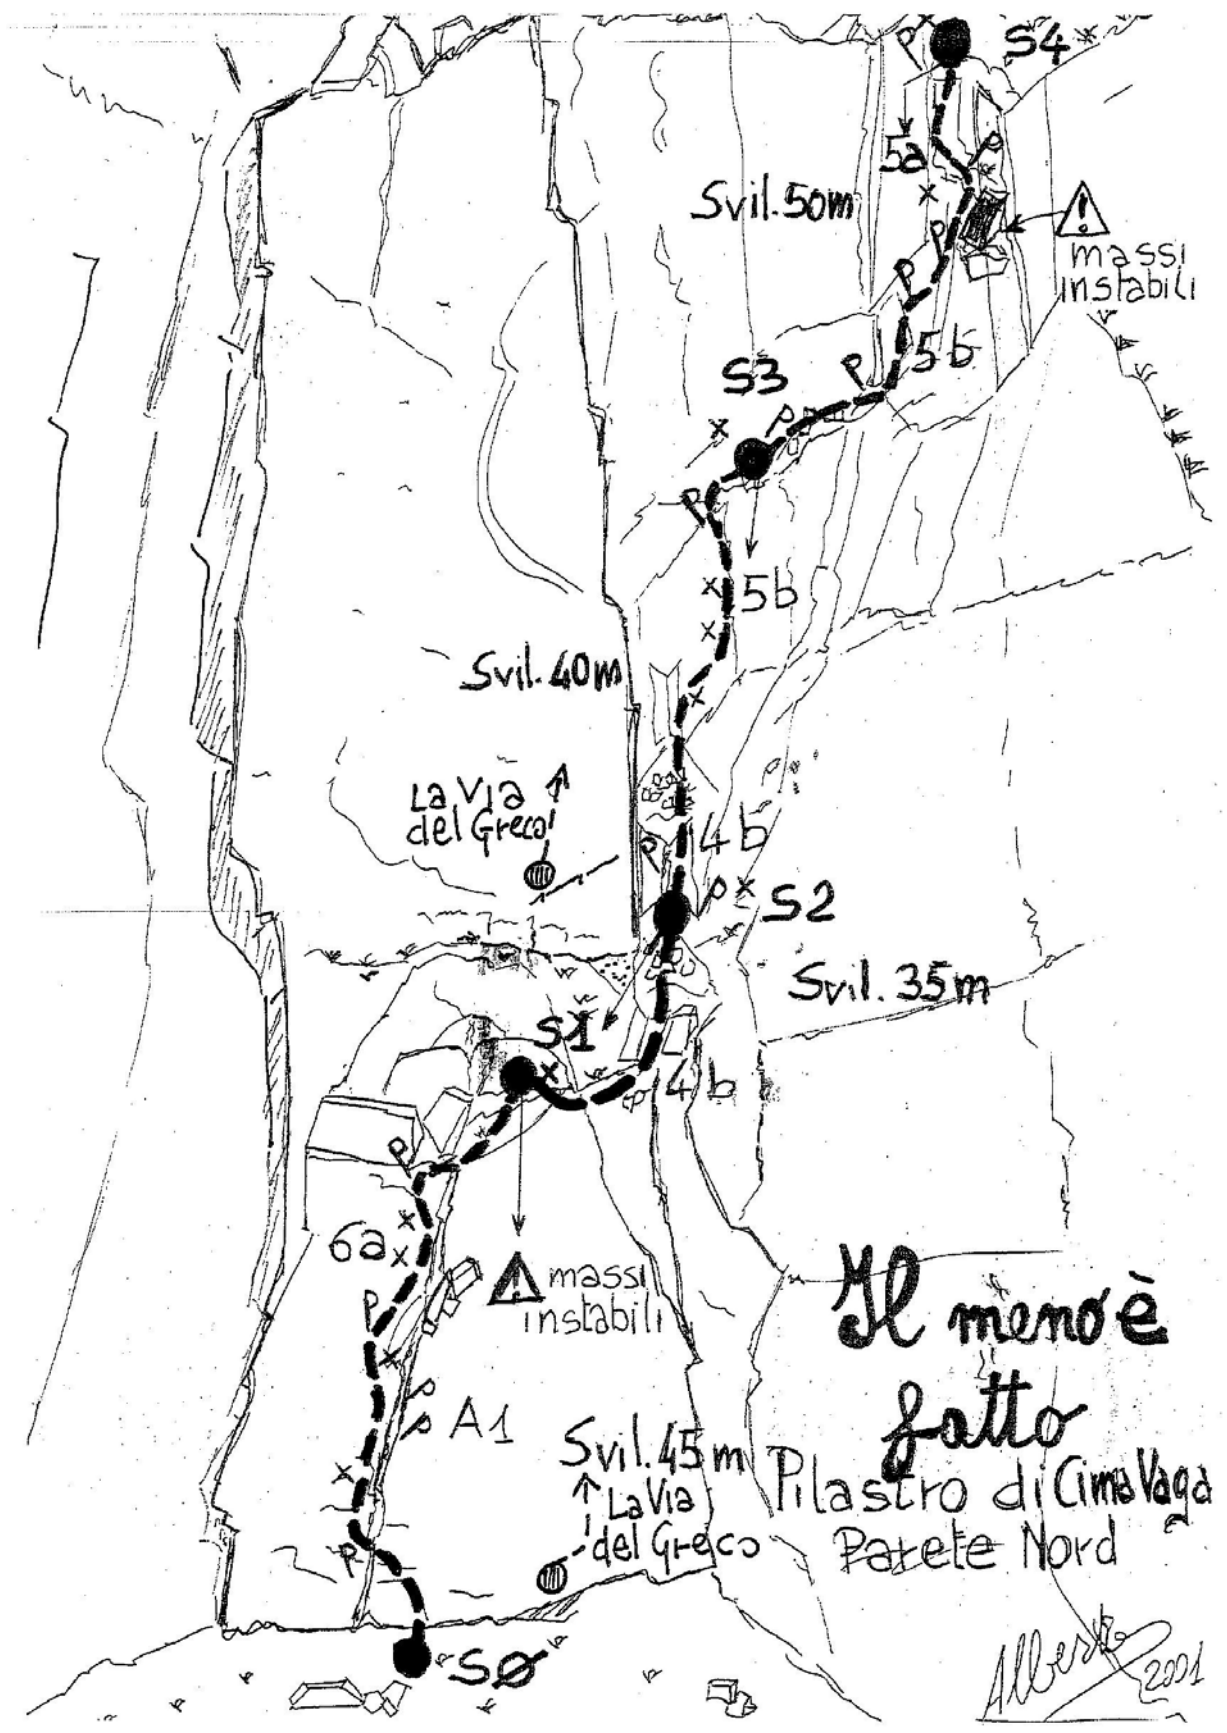 S4
5a
Svil. 50m
massi
instabili
5b
S3
5b
Svil. 40m
La Via
del Greco
4b
S2
Svil. 35m
S1
4b
6a
massi
instabili
A1
Svil. 45m
La Via
del Greco
SØ
Il meno è
fatto
Pilastro di Cima Vaga
Parete Nord
2001